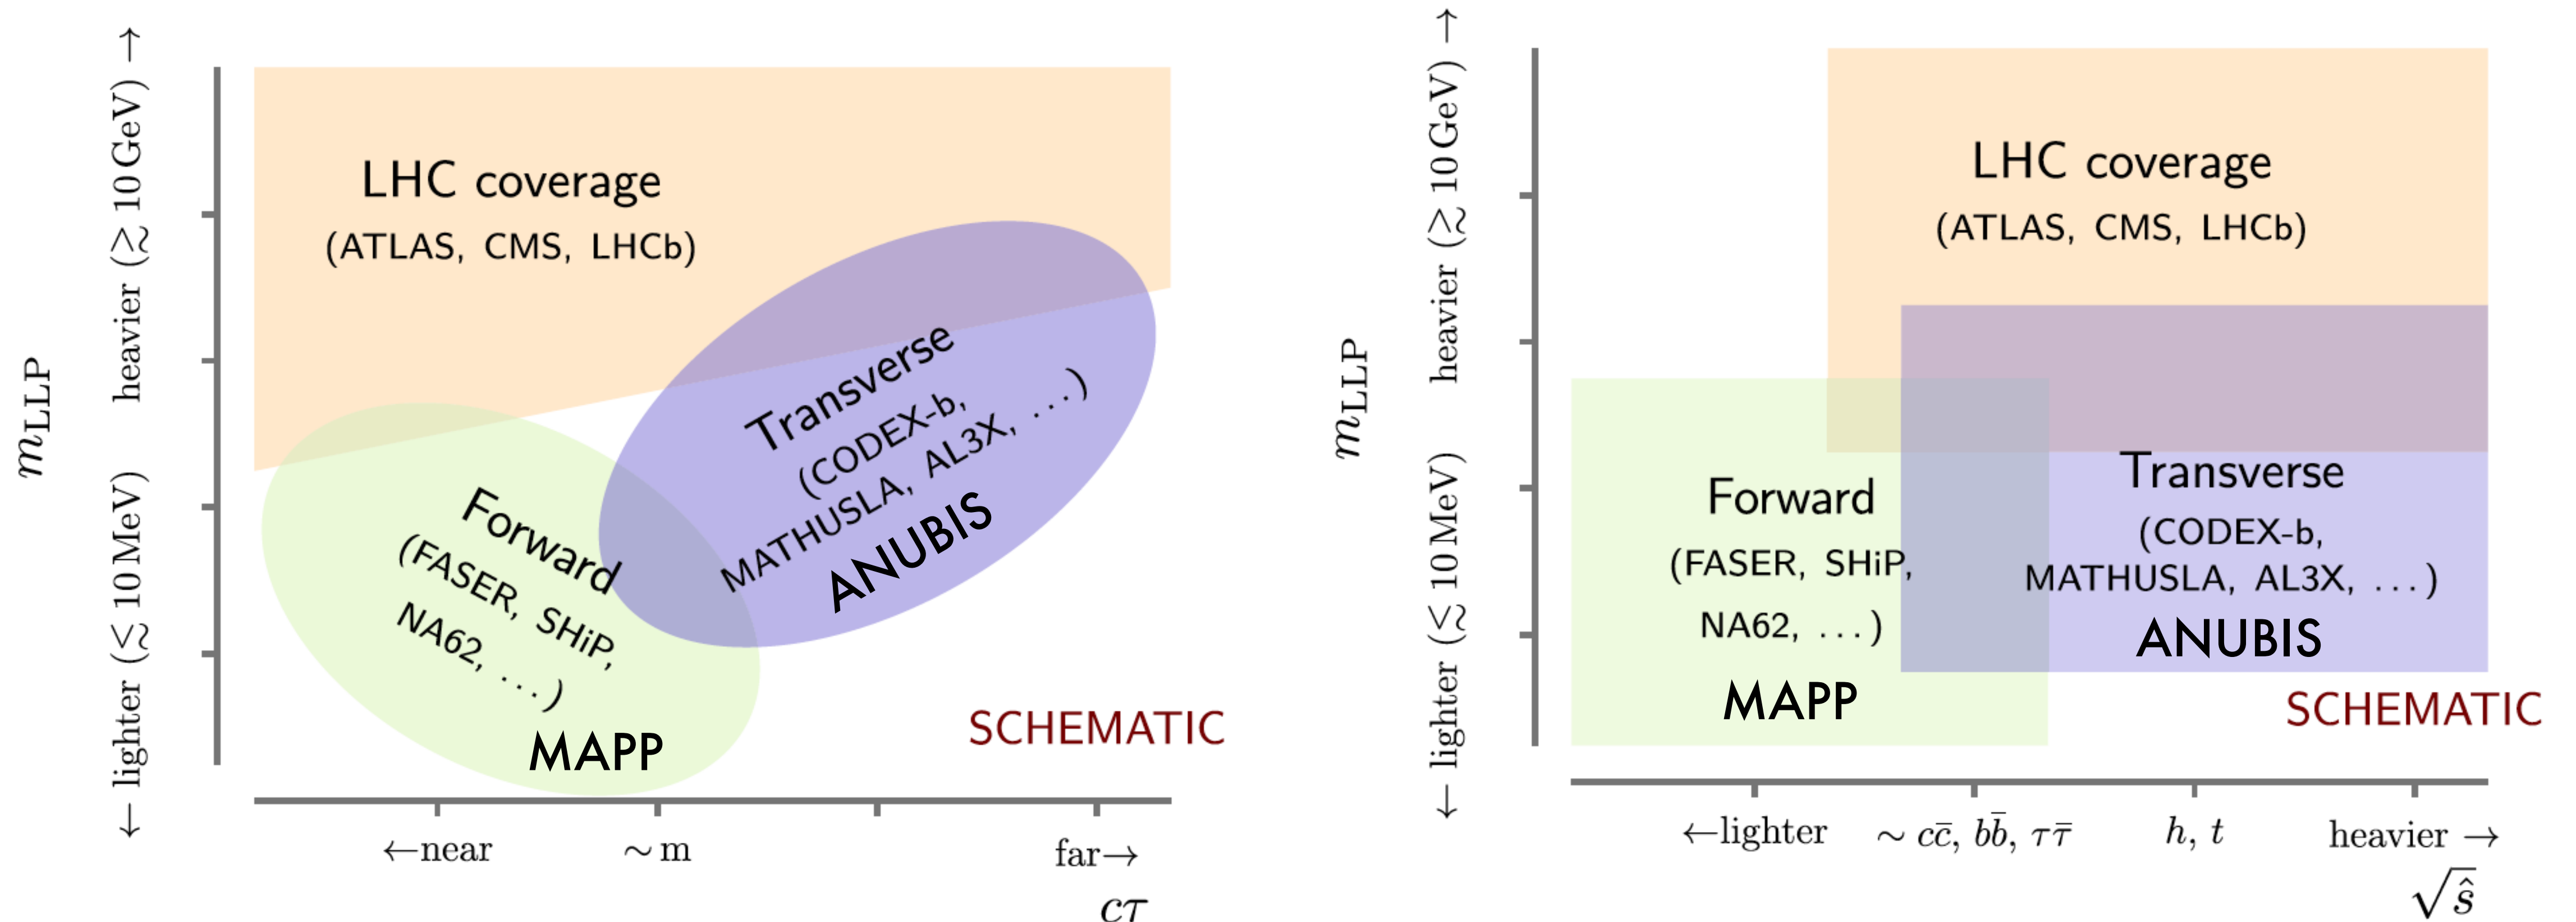 m_LLP
← lighter (≲ 10 MeV)    heavier (≳ 10 GeV) →
LHC coverage
(ATLAS, CMS, LHCb)
Transverse
(CODEX-b,
MATHUSLA, AL3X, ...)
ANUBIS
Forward
(FASER, SHiP,
NA62, ...)
MAPP
SCHEMATIC
←near
∼ m
far→
cτ
m_LLP
← lighter (≲ 10 MeV)    heavier (≳ 10 GeV) →
LHC coverage
(ATLAS, CMS, LHCb)
Forward
(FASER, SHiP,
NA62, ...)
MAPP
Transverse
(CODEX-b,
MATHUSLA, AL3X, ...)
ANUBIS
SCHEMATIC
←lighter
∼ cc̄, bb̄, ττ̄
h, t
heavier →
√ŝ